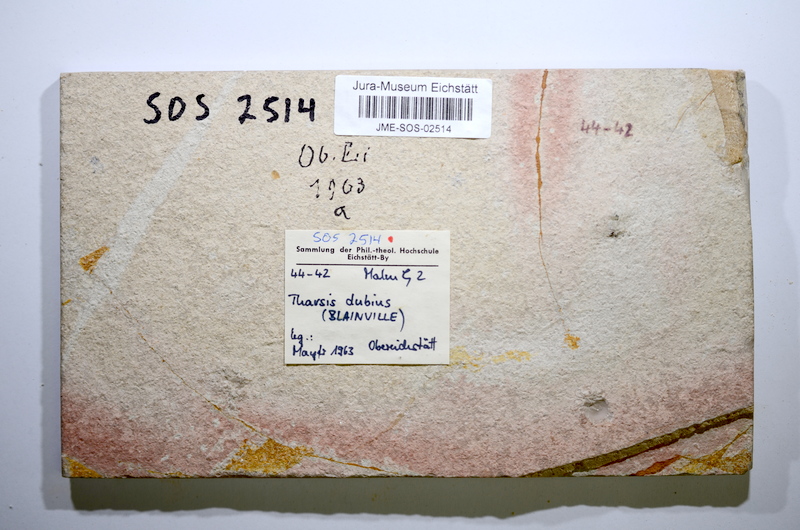 SOS 2514
Jura-Museum Eichstätt
JME-SOS-02514
44-42
Ob. Ei
1963
a
SOS 2514
Sammlung der Phil.-theol. Hochschule
Eichstätt-By
44-42 Malm ζ 2
Tharsis dubius
(BLAINVILLE)
leg.:
Mayr 1963 Obereichstätt